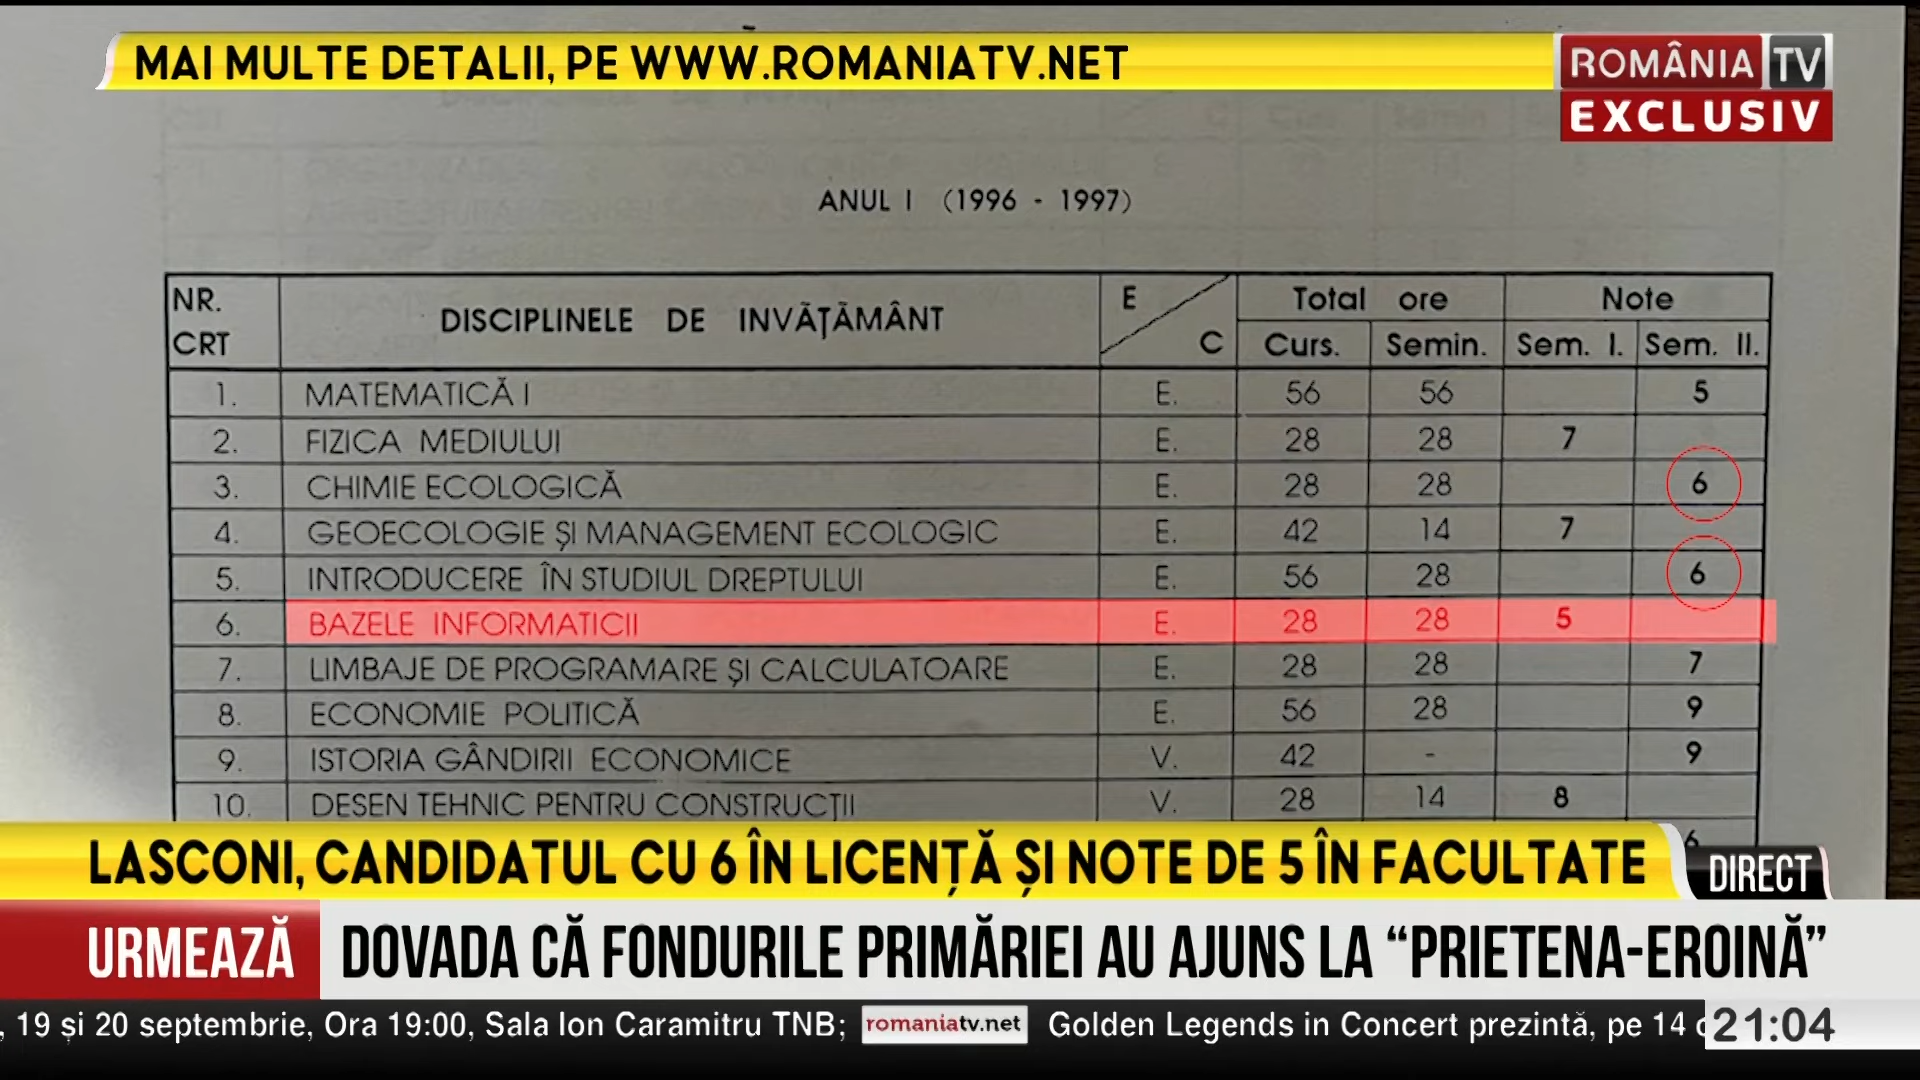 MAI MULTE DETALII, PE WWW.ROMANIATV.NET
ROMÂNIA TV
EXCLUSIV
ANUL I (1996 - 1997)
NR. CRT DISCIPLINELE DE INVĂŢĂMÂNT E C Total ore Note
Curs. Semin. Sem. I. Sem. II.
1. MATEMATICĂ I E. 56 56 5
2. FIZICA MEDIULUI E. 28 28 7
3. CHIMIE ECOLOGICĂ E. 28 28 6
4. GEOECOLOGIE ŞI MANAGEMENT ECOLOGIC E. 42 14 7
5. INTRODUCERE ÎN STUDIUL DREPTULUI E. 56 28 6
6. BAZELE INFORMATICII E. 28 28 5
7. LIMBAJE DE PROGRAMARE ŞI CALCULATOARE E. 28 28 7
8. ECONOMIE POLITICĂ E. 56 28 9
9. ISTORIA GÂNDIRII ECONOMICE V. 42 - 9
10. DESEN TEHNIC PENTRU CONSTRUCŢII V. 28 14 8
LASCONI, CANDIDATUL CU 6 ÎN LICENȚĂ ȘI NOTE DE 5 ÎN FACULTATE
DIRECT
URMEAZĂ DOVADA CĂ FONDURILE PRIMĂRIEI AU AJUNS LA “PRIETENA-EROINĂ”
, 19 și 20 septembrie, Ora 19:00, Sala Ion Caramitru TNB; romaniatv.net Golden Legends in Concert prezintă, pe 14 21:04